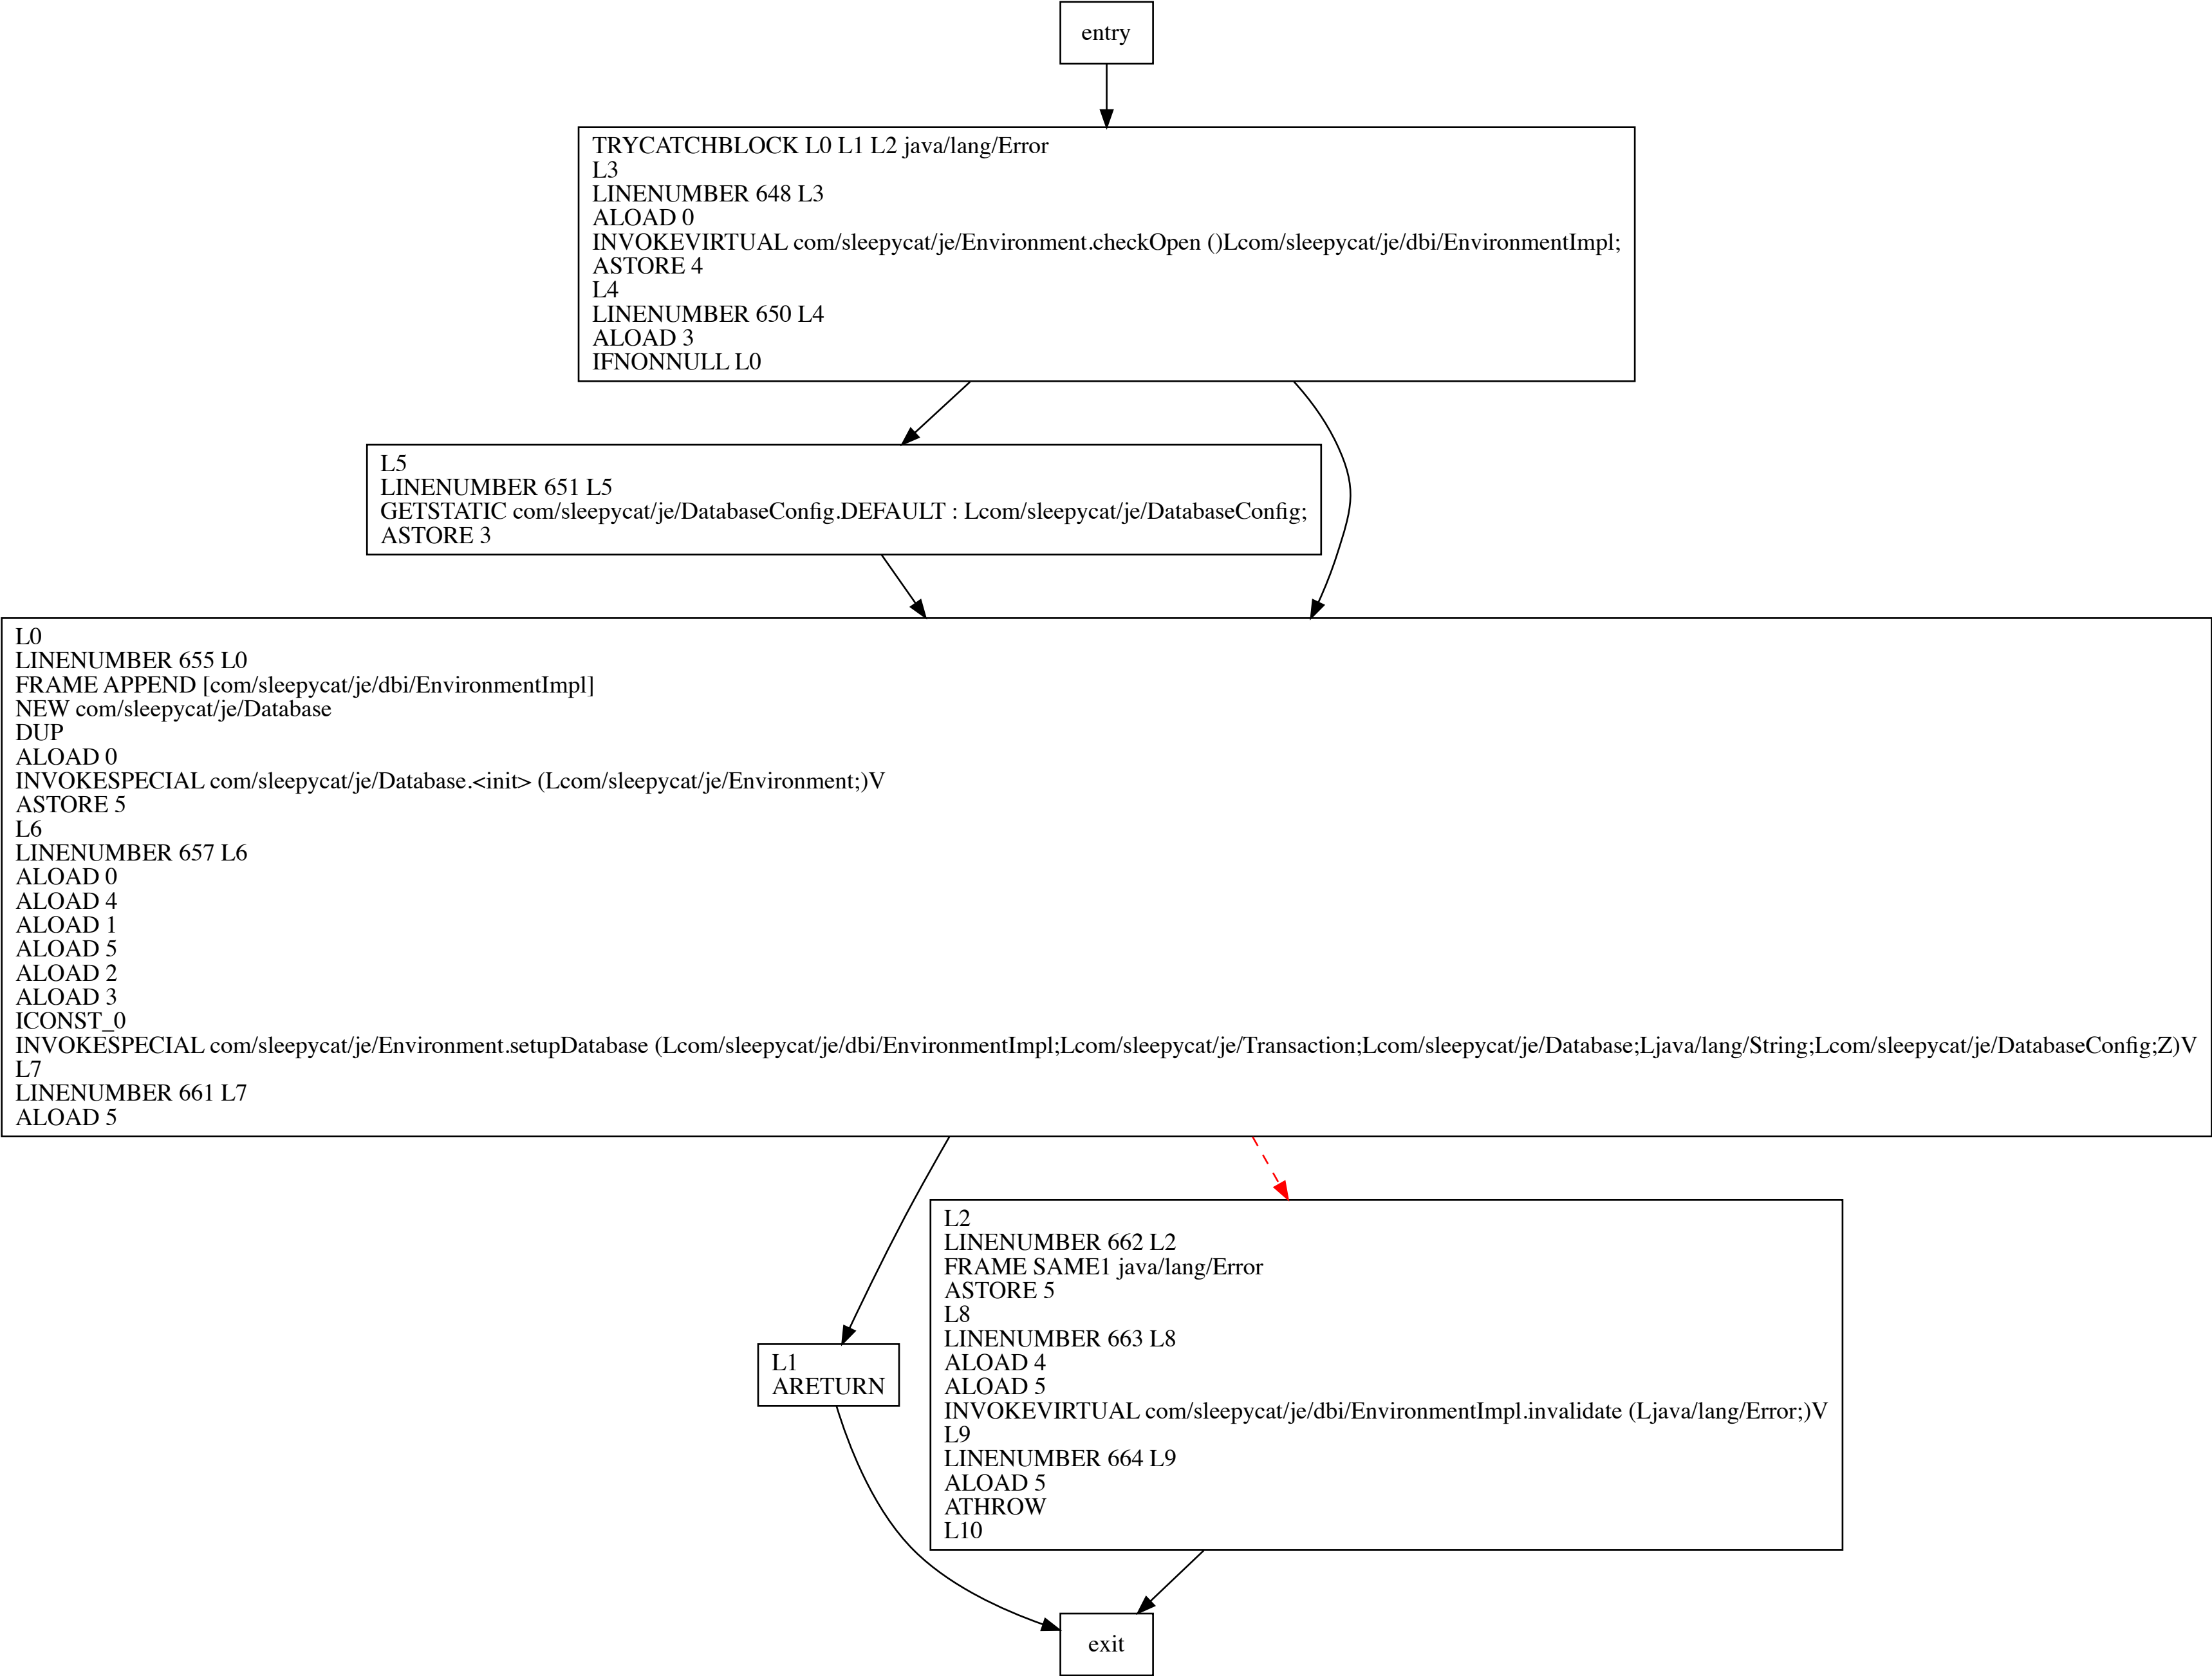 entry
TRYCATCHBLOCK L0 L1 L2 java/lang/Error
L3
LINENUMBER 648 L3
ALOAD 0
INVOKEVIRTUAL com/sleepycat/je/Environment.checkOpen ()Lcom/sleepycat/je/dbi/EnvironmentImpl;
ASTORE 4
L4
LINENUMBER 650 L4
ALOAD 3
IFNONNULL L0
L5
LINENUMBER 651 L5
GETSTATIC com/sleepycat/je/DatabaseConfig.DEFAULT : Lcom/sleepycat/je/DatabaseConfig;
ASTORE 3
L0
LINENUMBER 655 L0
FRAME APPEND [com/sleepycat/je/dbi/EnvironmentImpl]
NEW com/sleepycat/je/Database
DUP
ALOAD 0
INVOKESPECIAL com/sleepycat/je/Database.<init> (Lcom/sleepycat/je/Environment;)V
ASTORE 5
L6
LINENUMBER 657 L6
ALOAD 0
ALOAD 4
ALOAD 1
ALOAD 5
ALOAD 2
ALOAD 3
ICONST_0
INVOKESPECIAL com/sleepycat/je/Environment.setupDatabase (Lcom/sleepycat/je/dbi/EnvironmentImpl;Lcom/sleepycat/je/Transaction;Lcom/sleepycat/je/Database;Ljava/lang/String;Lcom/sleepycat/je/DatabaseConfig;Z)V
L7
LINENUMBER 661 L7
ALOAD 5
L2
LINENUMBER 662 L2
FRAME SAME1 java/lang/Error
ASTORE 5
L8
LINENUMBER 663 L8
ALOAD 4
ALOAD 5
INVOKEVIRTUAL com/sleepycat/je/dbi/EnvironmentImpl.invalidate (Ljava/lang/Error;)V
L9
LINENUMBER 664 L9
ALOAD 5
ATHROW
L10
L1
ARETURN
exit